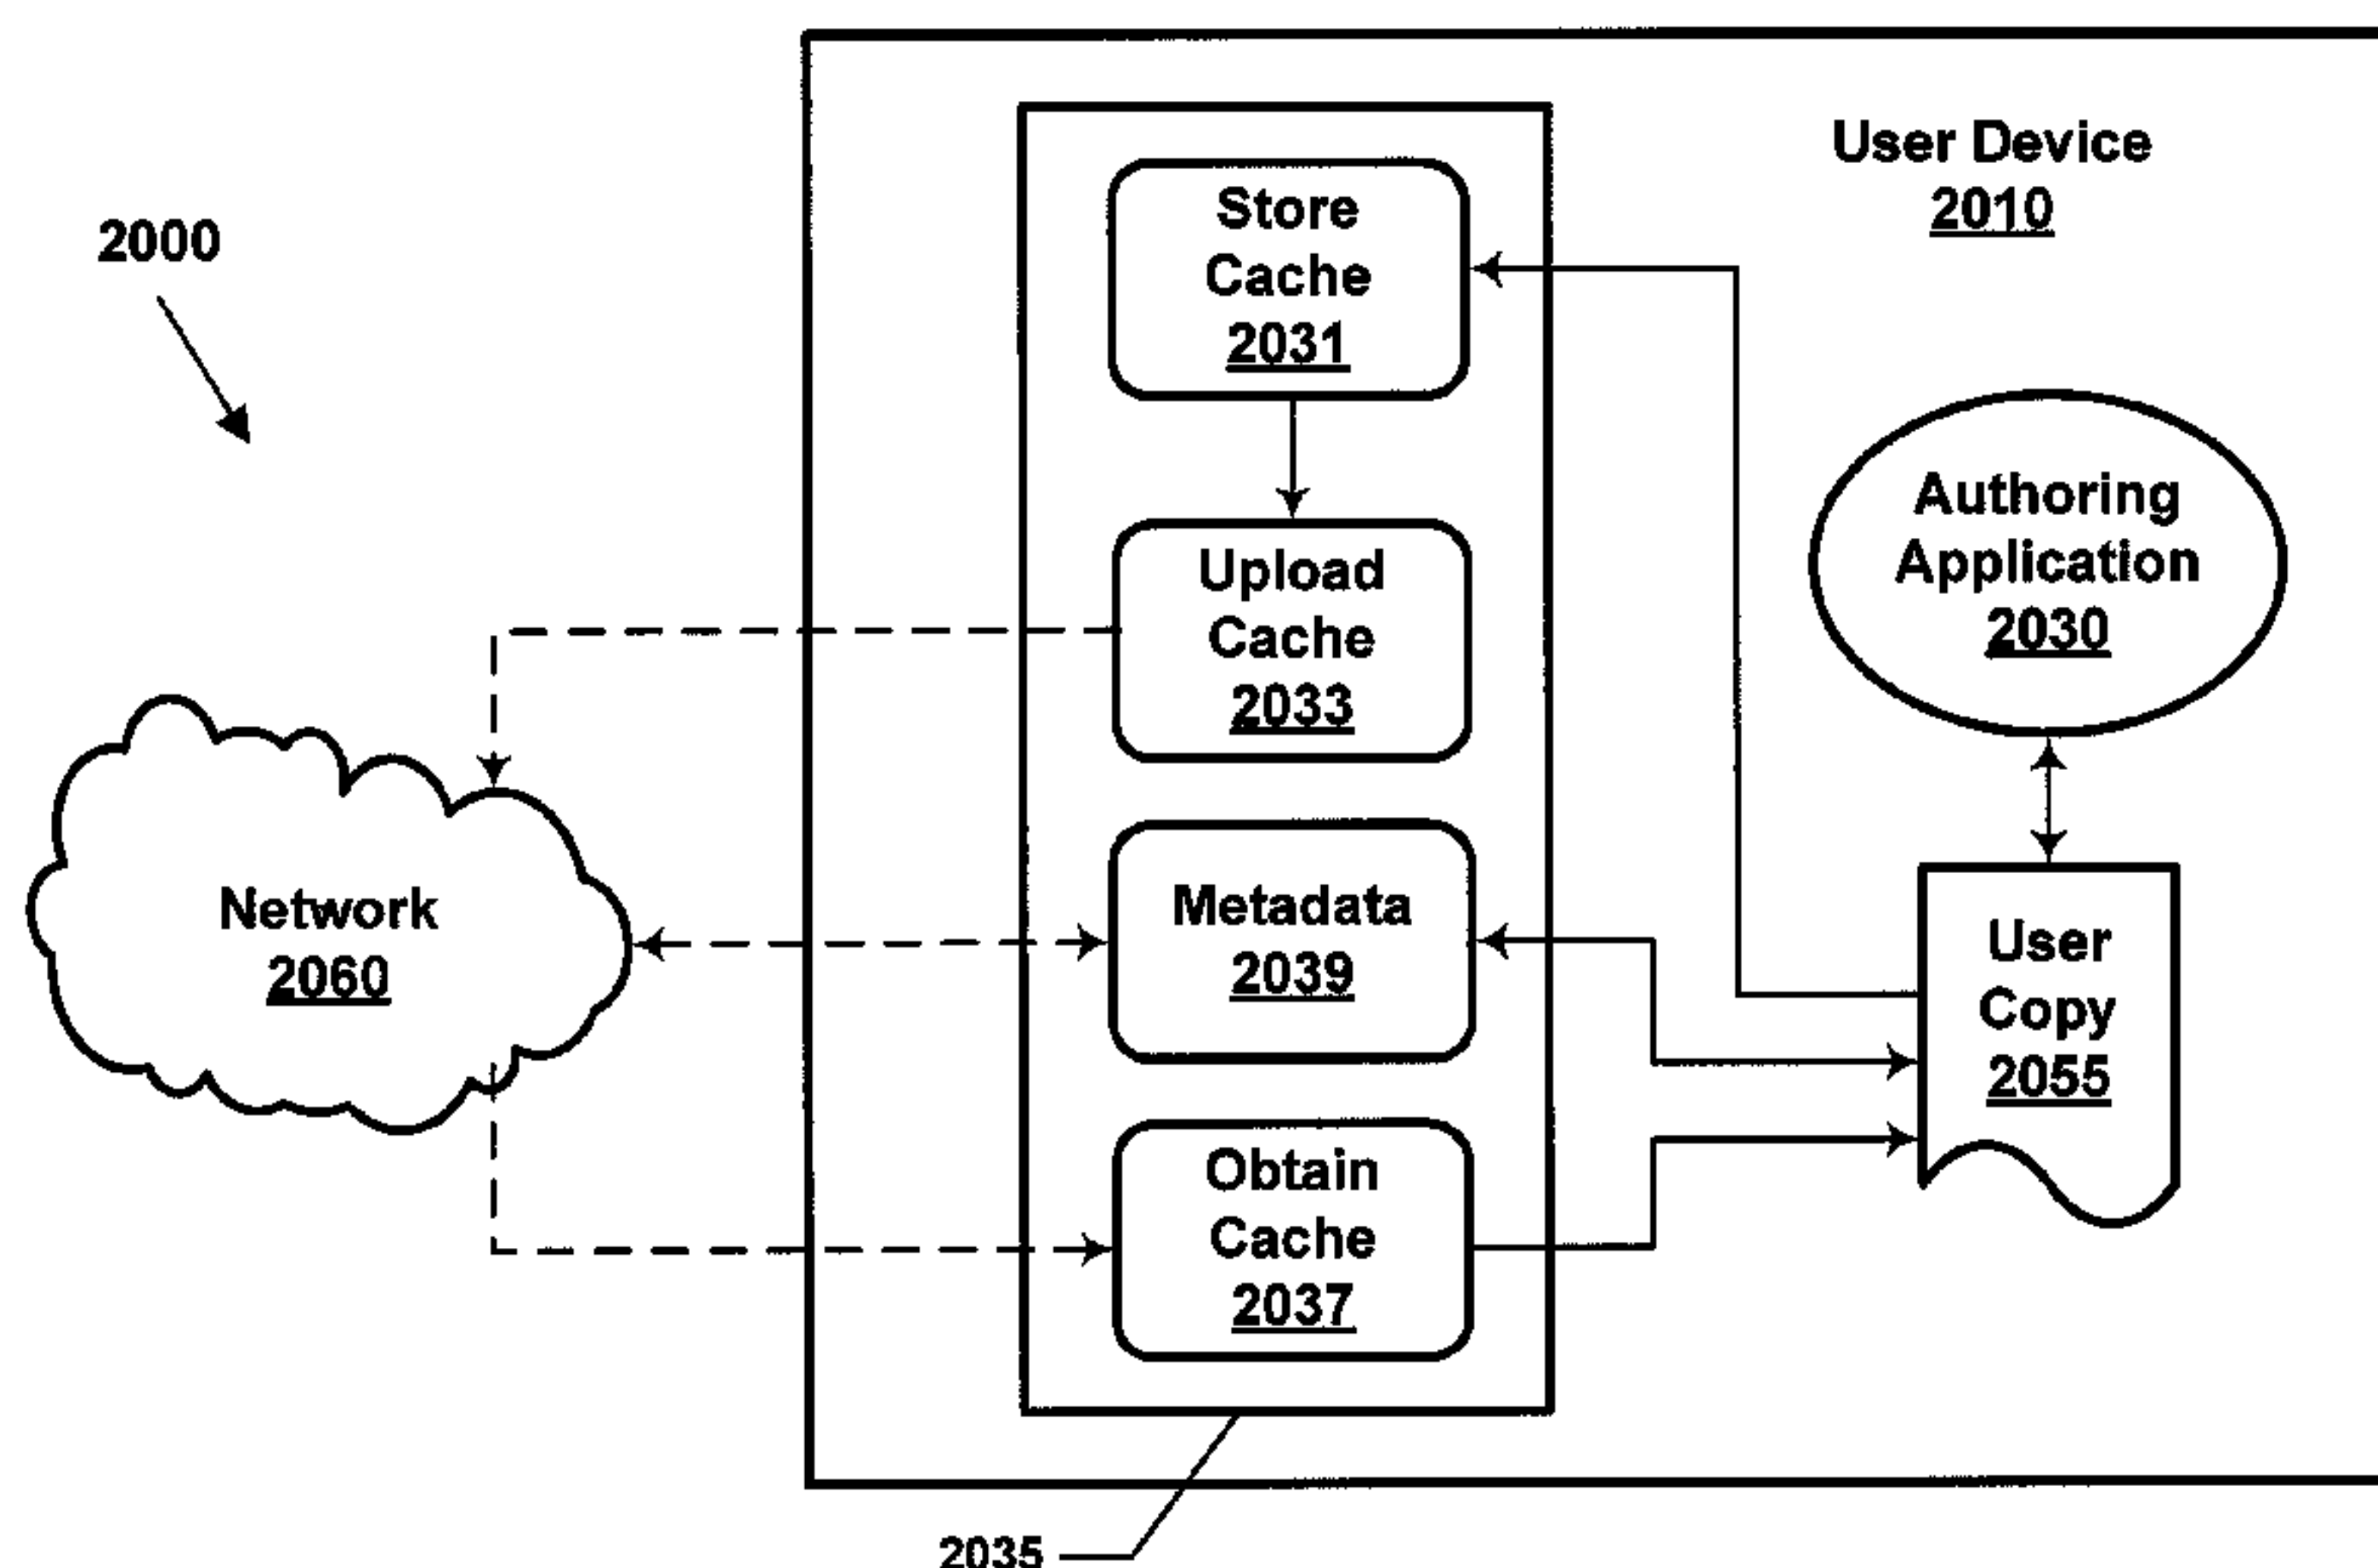 2000
User Device
2010
Store
Cache
2031
Upload
Cache
2033
Authoring
Application
2030
Network
2060
Metadata
2039
User
Copy
2055
Obtain
Cache
2037
2035